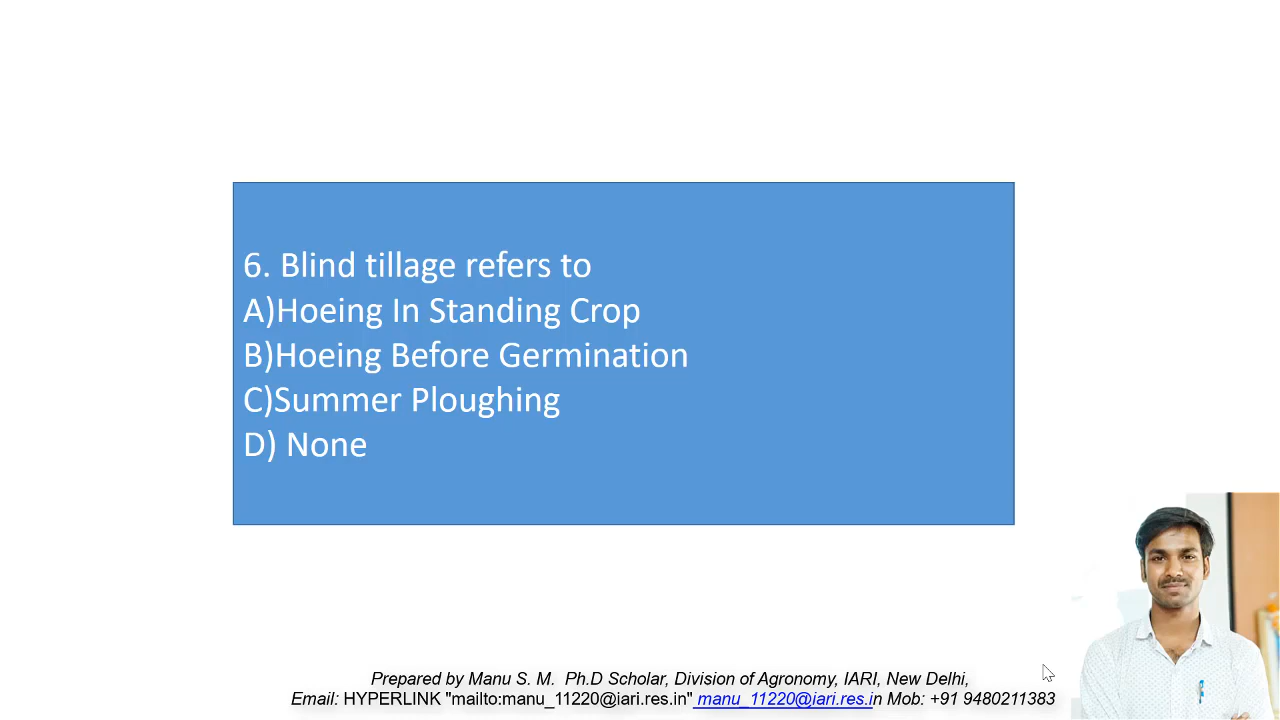 6. Blind tillage refers to
A)Hoeing In Standing Crop
B)Hoeing Before Germination
C)Summer Ploughing
D) None
Prepared by Manu S. M.  Ph.D Scholar, Division of Agronomy, IARI, New Delhi,
Email: HYPERLINK "mailto:manu_11220@iari.res.in" manu_11220@iari.res.in Mob: +91 9480211383